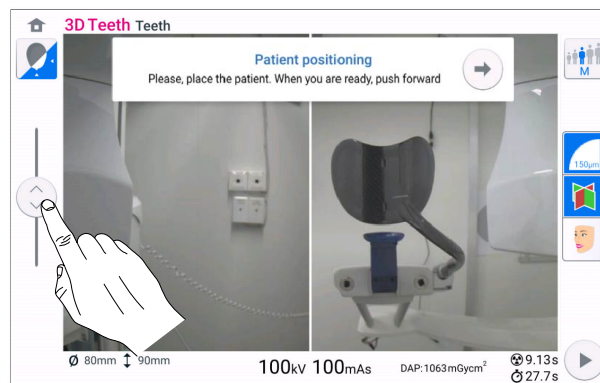 3D Teeth Teeth
Patient positioning
Please, place the patient. When you are ready, push forward
M
150µm
Ø 80mm ↕ 90mm
100kV 100mAs
DAP:1063mGycm²
9.13s
27.7s